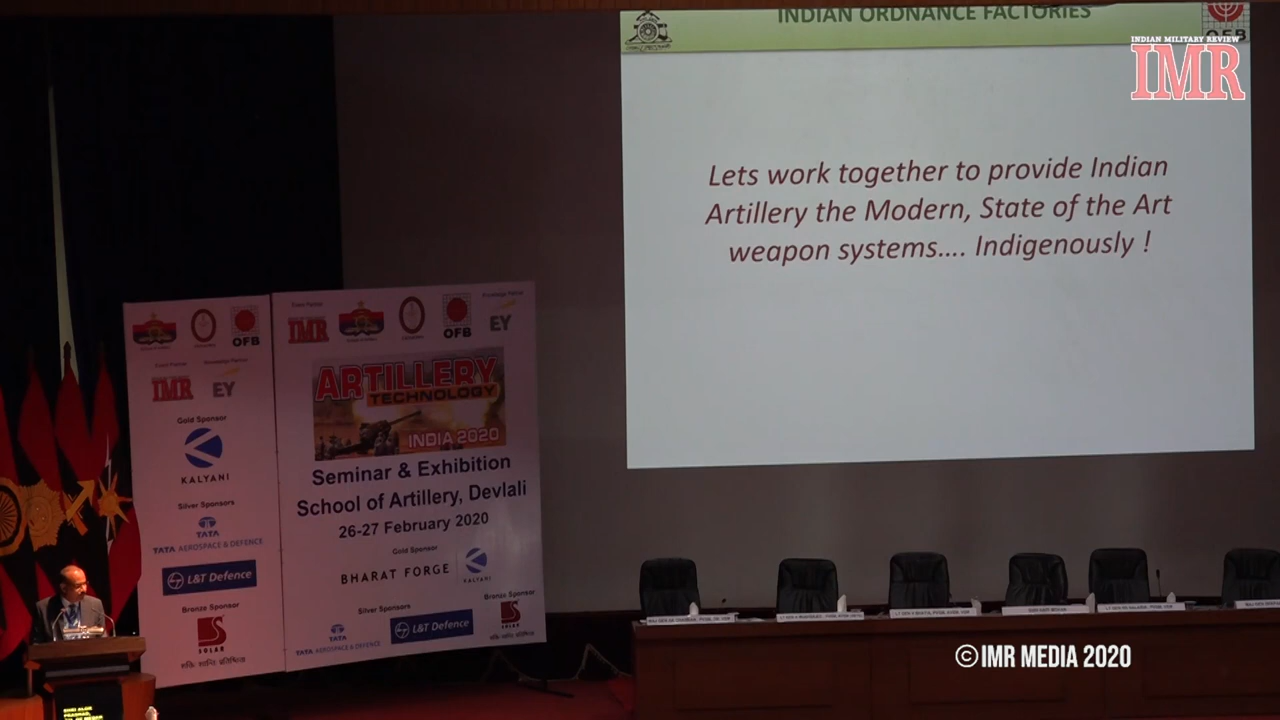 INDIAN ORDNANCE FACTORIES
OFB
INDIAN MILITARY REVIEW
IMR
Lets work together to provide Indian
Artillery the Modern, State of the Art
weapon systems.... Indigenously !
OFB
IMR
EY
Gold Sponsor
KALYANI
Silver Sponsors
TATA
TATA AEROSPACE & DEFENCE
L&T Defence
Bronze Sponsor
SOLAR
IMR
OFB
Knowledge Partner
EY
ARTILLERY
TECHNOLOGY
INDIA 2020
Seminar & Exhibition
School of Artillery, Devlali
26-27 February 2020
Gold Sponsor
BHARAT FORGE
KALYANI
Silver Sponsors
TATA
TATA AEROSPACE & DEFENCE
L&T Defence
Bronze Sponsor
SOLAR
©IMR MEDIA 2020